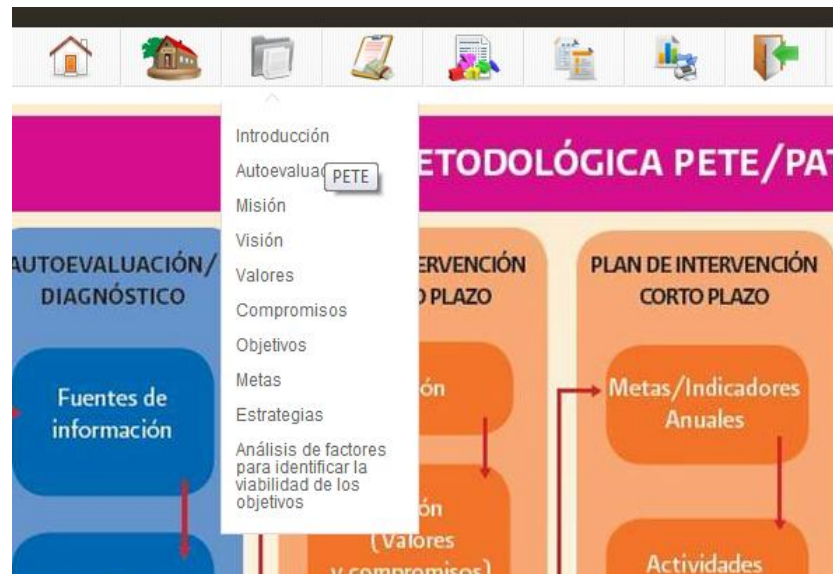 Introducción
Autoevaluac
PETE
Misión
Visión
Valores
Compromisos
Objetivos
Metas
Estrategias
Análisis de factores
para identificar la
viabilidad de los
objetivos
ETODOLÓGICA PETE/PAT
AUTOEVALUACIÓN/
DIAGNÓSTICO
Fuentes de
información
ERVENCIÓN
PLAZO
ón
ón
(Valores
y compromisos)
PLAN DE INTERVENCIÓN
CORTO PLAZO
Metas/Indicadores
Anuales
Actividades